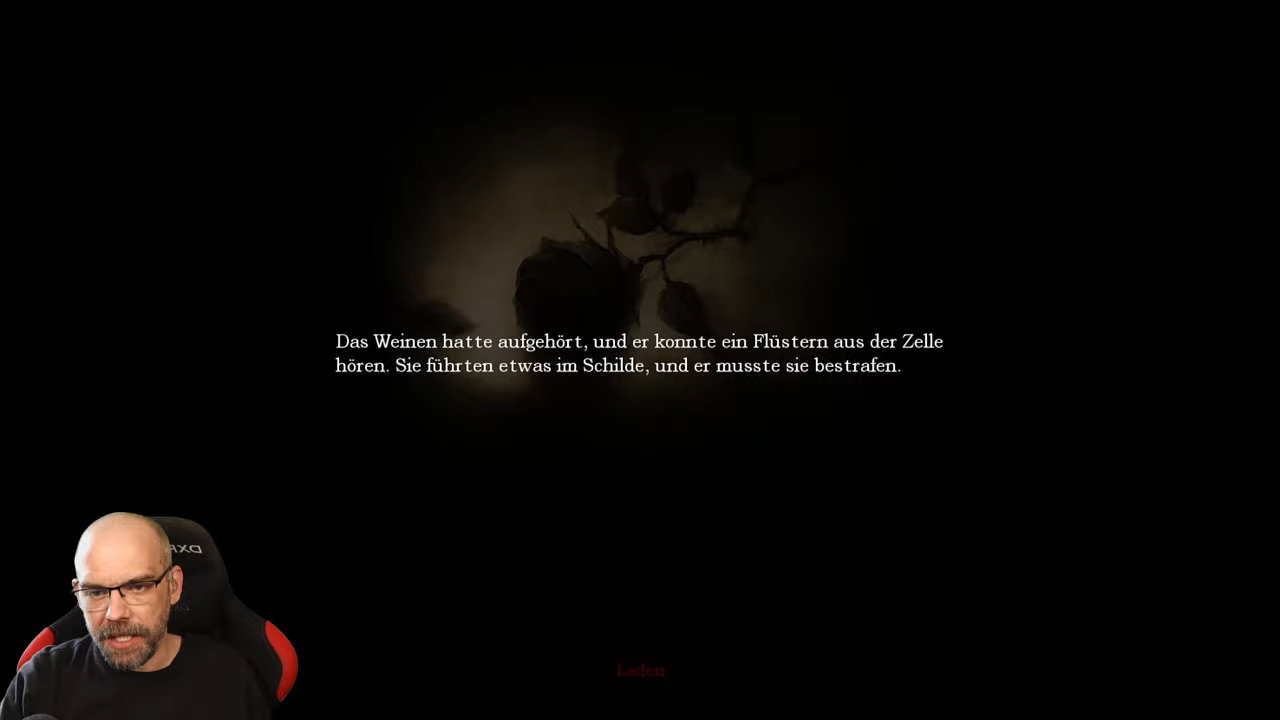 Das Weinen hatte aufgehört, und er konnte ein Flüstern aus der Zelle
hören. Sie führten etwas im Schilde, und er musste sie bestrafen.
Laden